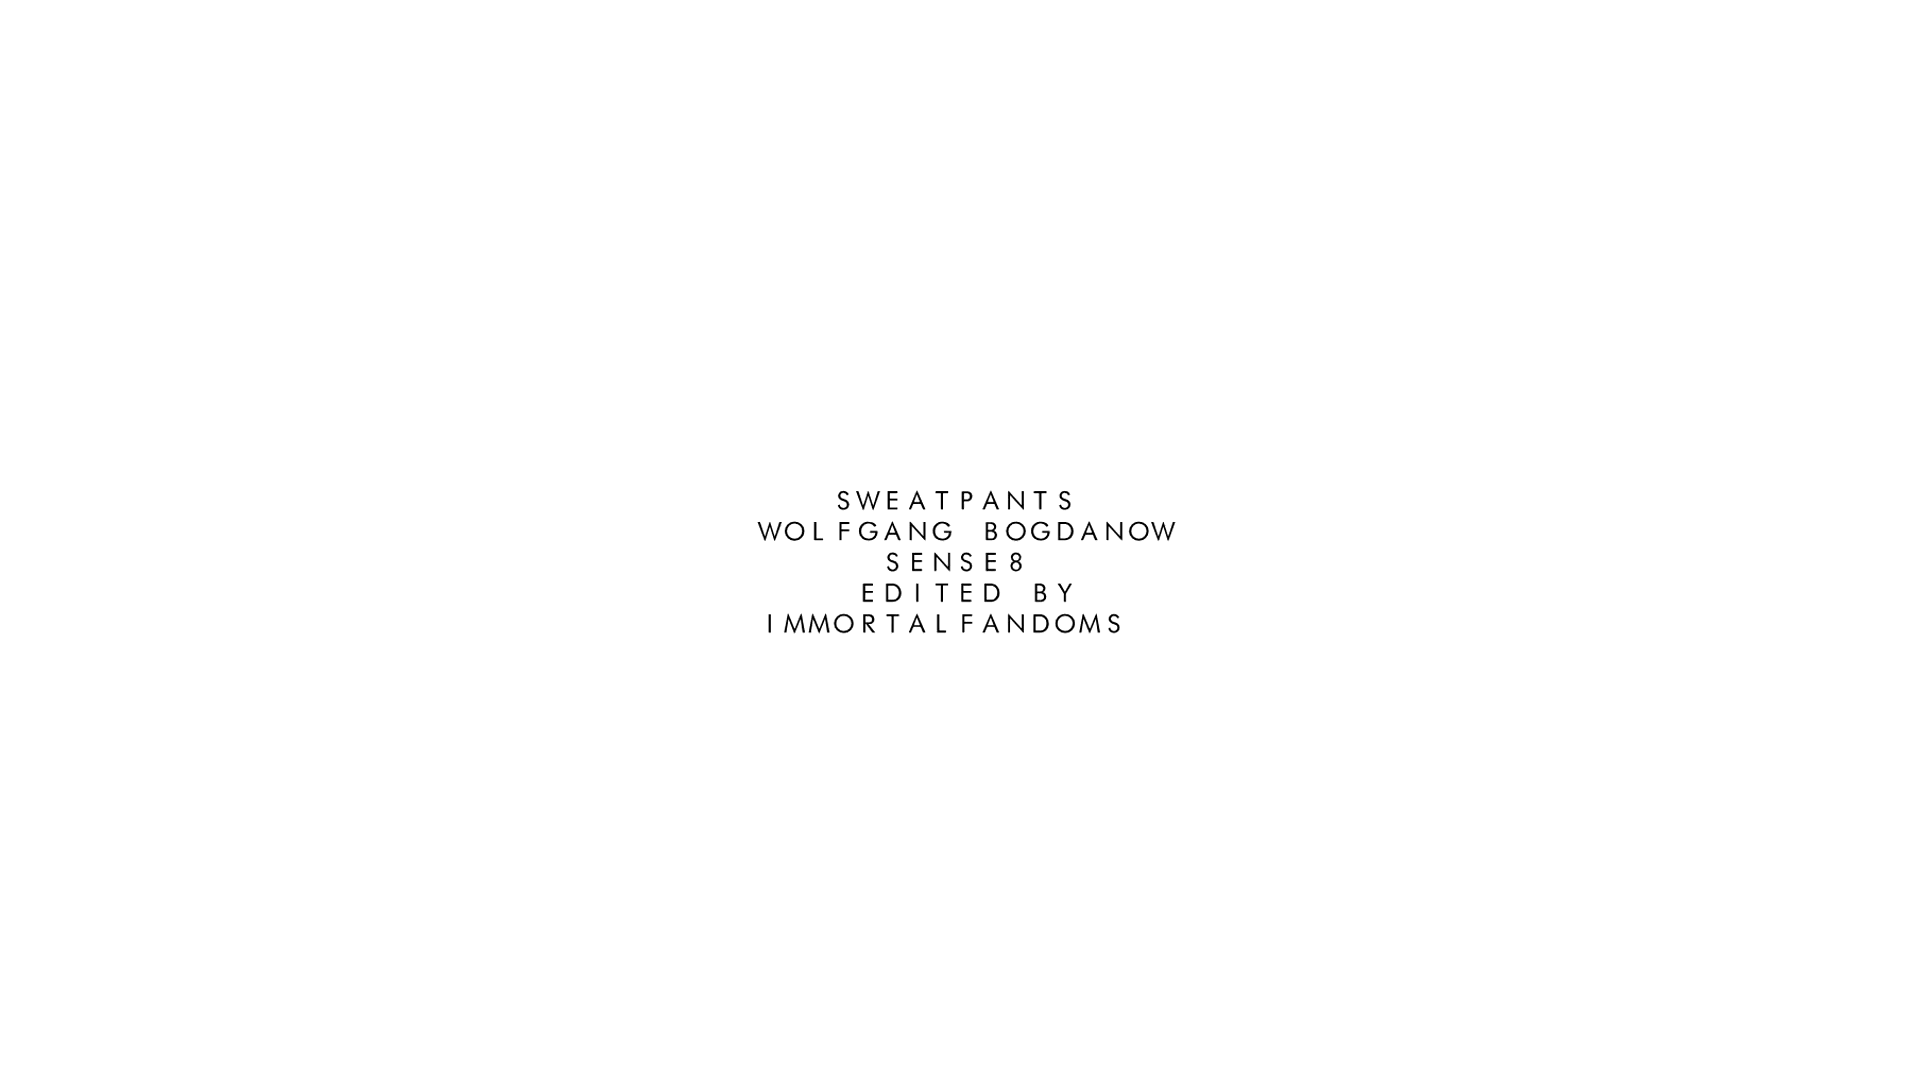 SWEATPANTS
WOLFGANG BOGDANOW
SENSE8
EDITED BY
IMMORTALFANDOMS